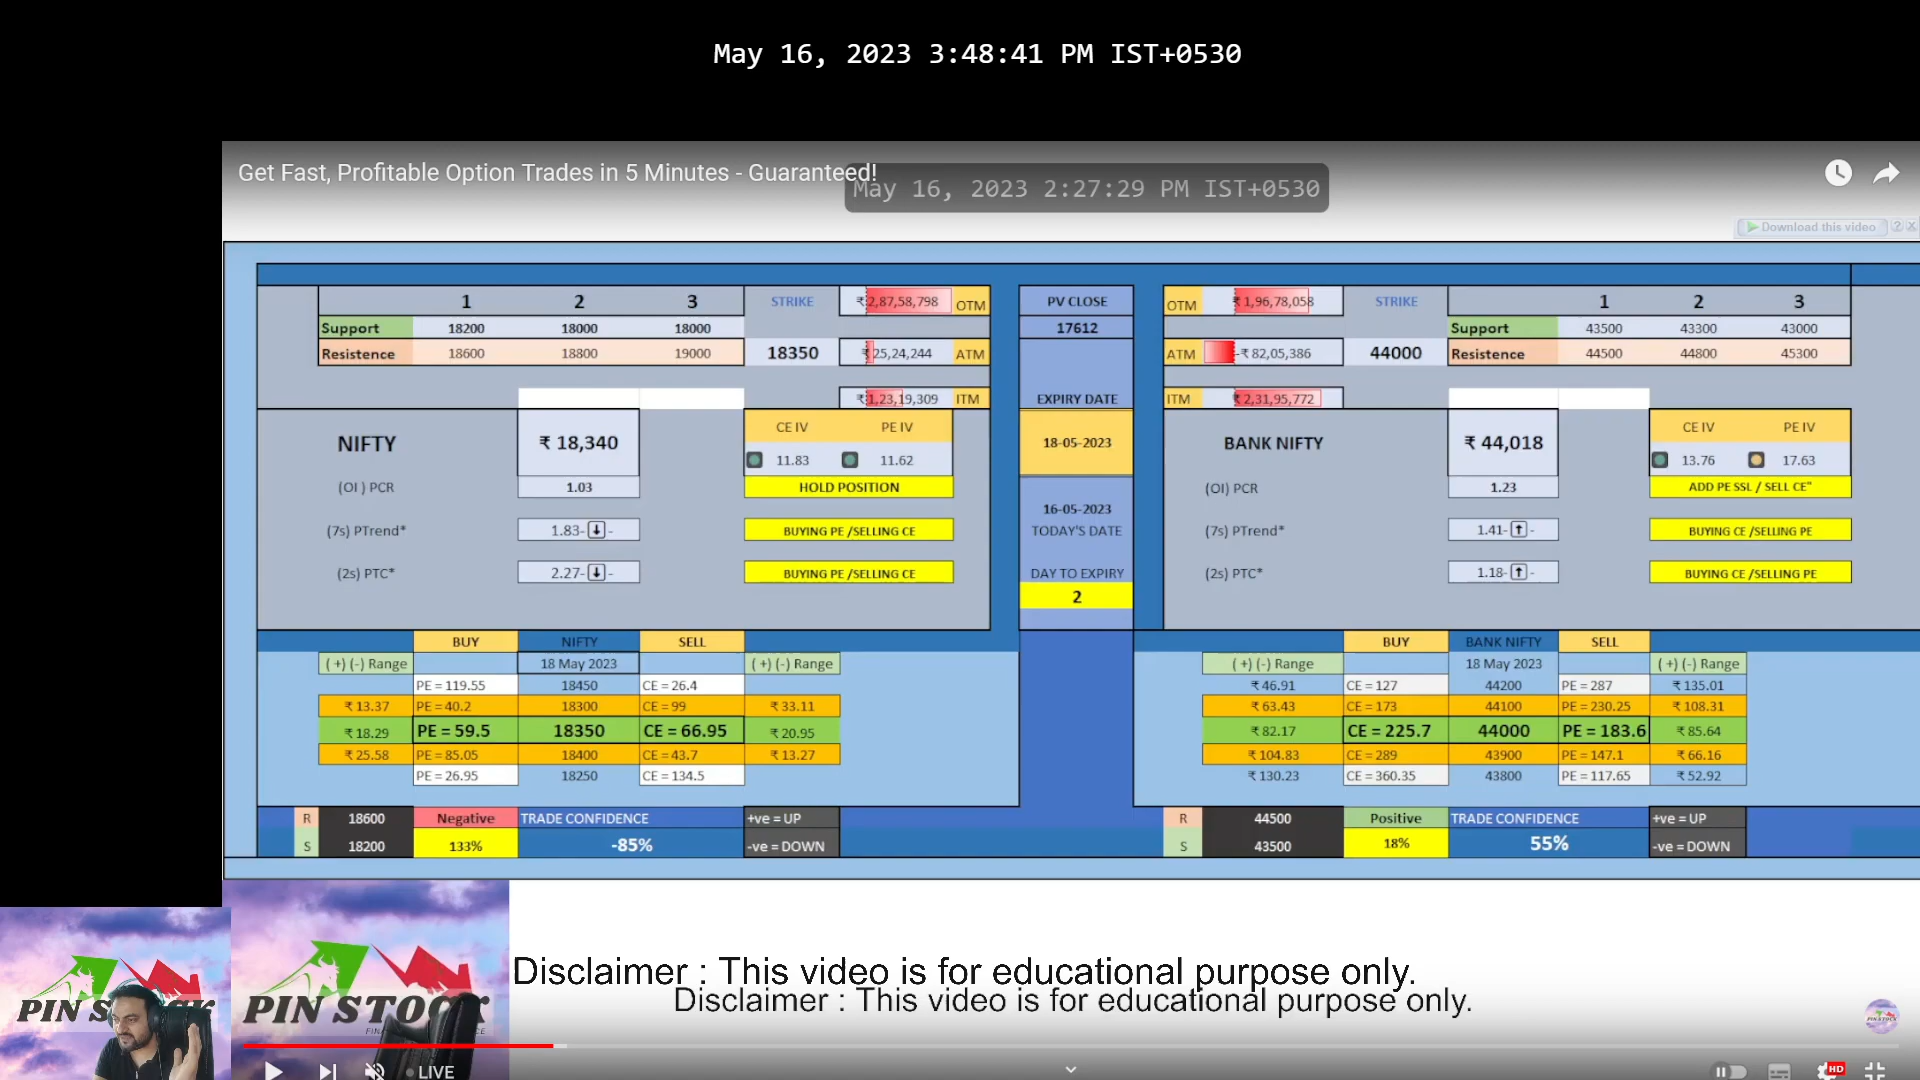 May 16, 2023 3:48:41 PM IST+0530
Get Fast, Profitable Option Trades in 5 Minutes - Guaranteed!
May 16, 2023 2:27:29 PM IST+0530
Download this video ? X
1 2 3 STRIKE ₹ 2,87,58,798 OTM PV CLOSE OTM ₹ 1,96,78,058 STRIKE 1 2 3
Support 18200 18000 18000 17612 Support 43500 43300 43000
Resistence 18600 18800 19000 18350 ₹ 25,24,244 ATM ATM -₹ 82,05,386 44000 Resistence 44500 44800 45300
₹ 1,23,19,309 ITM EXPIRY DATE ITM ₹ 2,31,95,772
CE IV PE IV CE IV PE IV
NIFTY ₹ 18,340 18-05-2023 BANK NIFTY ₹ 44,018
11.83 11.62 13.76 17.63
(OI ) PCR 1.03 HOLD POSITION (OI) PCR 1.23 ADD PE SSL / SELL CE"
16-05-2023
(7s) PTrend* 1.83-↓- BUYING PE /SELLING CE TODAY'S DATE (7s) PTrend* 1.41-↑- BUYING CE /SELLING PE
(2s) PTC* 2.27-↓- BUYING PE /SELLING CE DAY TO EXPIRY (2s) PTC* 1.18-↑- BUYING CE /SELLING PE
2
BUY NIFTY SELL BUY BANK NIFTY SELL
(+) (-) Range 18 May 2023 (+) (-) Range (+) (-) Range 18 May 2023 (+) (-) Range
PE = 119.55 18450 CE = 26.4 ₹ 46.91 CE = 127 44200 PE = 287 ₹ 135.01
₹ 13.37 PE = 40.2 18300 CE = 99 ₹ 33.11 ₹ 63.43 CE = 173 44100 PE = 230.25 ₹ 108.31
₹ 18.29 PE = 59.5 18350 CE = 66.95 ₹ 20.95 ₹ 82.17 CE = 225.7 44000 PE = 183.6 ₹ 85.64
₹ 25.58 PE = 85.05 18400 CE = 43.7 ₹ 13.27 ₹ 104.83 CE = 289 43900 PE = 147.1 ₹ 66.16
PE = 26.95 18250 CE = 134.5 ₹ 130.23 CE = 360.35 43800 PE = 117.65 ₹ 52.92
R 18600 Negative TRADE CONFIDENCE +ve = UP R 44500 Positive TRADE CONFIDENCE +ve = UP
S 18200 133% -85% -ve = DOWN S 43500 18% 55% -ve = DOWN
Disclaimer : This video is for educational purpose only.
Disclaimer : This video is for educational purpose only.
PIN STOCK
LIVE
HD